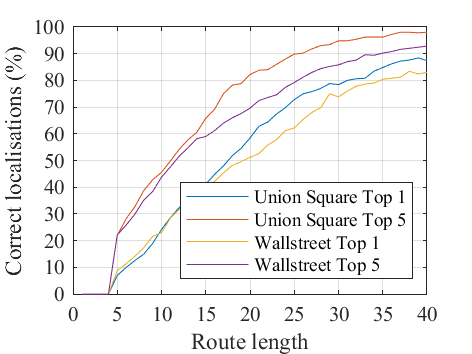 100
90
80
70
60
50
40
30
20
10
0
Correct localisations (%)
Union Square Top 1
Union Square Top 5
Wallstreet Top 1
Wallstreet Top 5
0 5 10 15 20 25 30 35 40
Route length